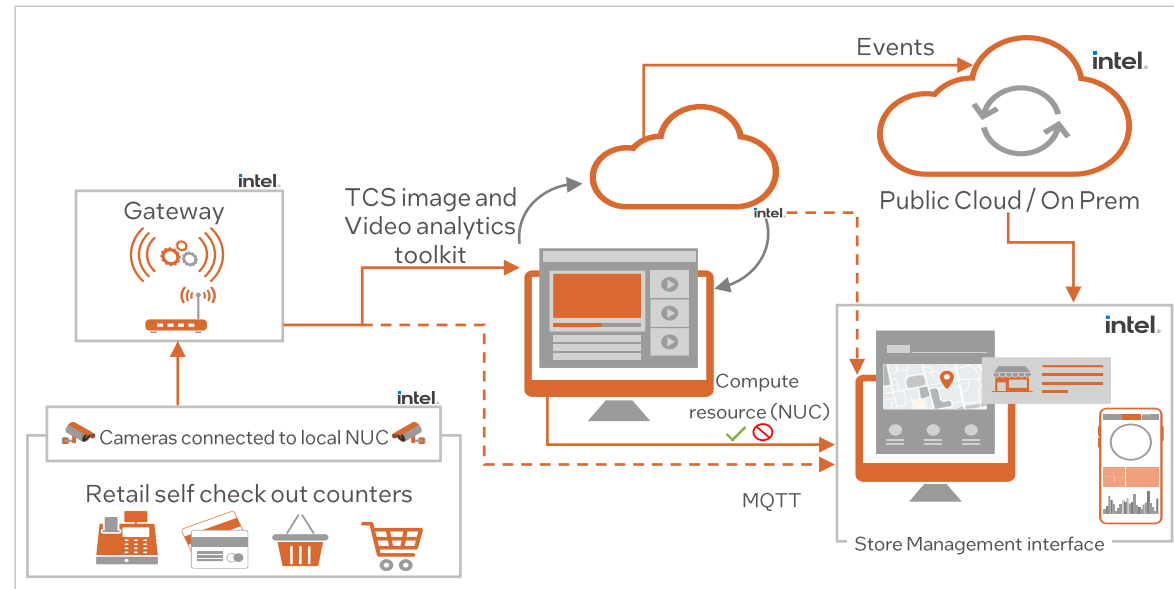 Events
intel.
Public Cloud / On Prem
intel.
Gateway
TCS image and
Video analytics
toolkit
intel.
intel.
Compute
resource (NUC)
intel.
Cameras connected to local NUC
Retail self check out counters
MQTT
Store Management interface